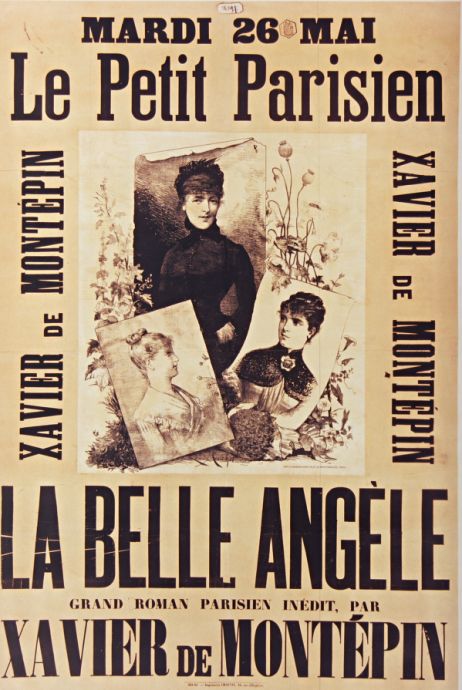 MARDI 26 MAI
Le Petit Parisien
XAVIER DE MONTÉPIN
XAVIER DE MONTÉPIN
LA BELLE ANGÈLE
GRAND ROMAN PARISIEN INÉDIT, PAR
XAVIER DE MONTÉPIN